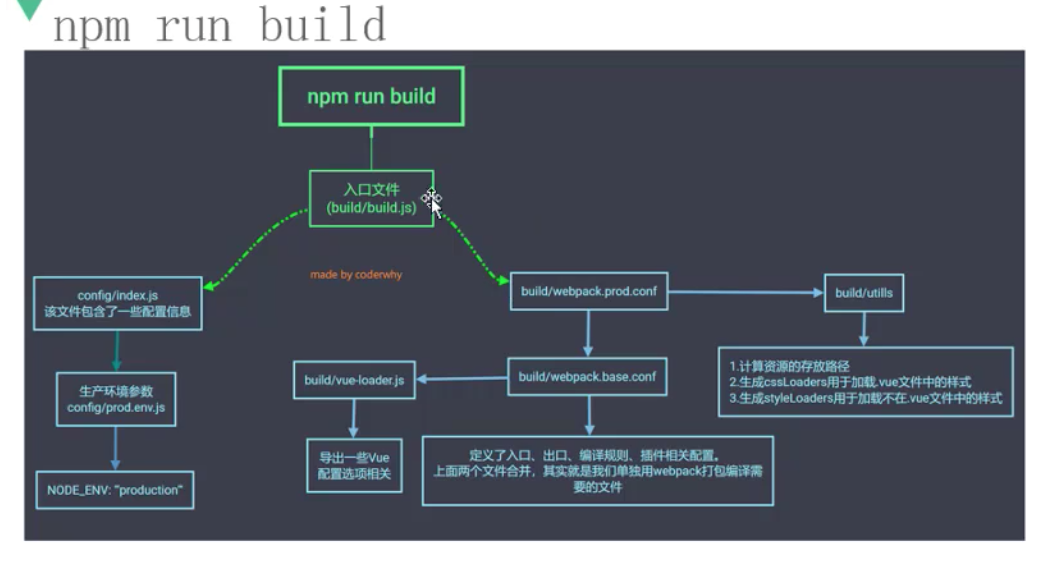 npm run build
npm run build
入口文件
(build/build.js)
made by coderwhy
config/index.js
该文件包含了一些配置信息
build/webpack.prod.conf
build/utills
生产环境参数
config/prod.env.js
build/vue-loader.js
build/webpack.base.conf
1.计算资源的存放路径
2.生成cssLoaders用于加载.vue文件中的样式
3.生成styleLoaders用于加载不在.vue文件中的样式
NODE_ENV: '"production"'
导出一些Vue
配置选项相关
定义了入口、出口、编译规则、插件相关配置。
上面两个文件合并，其实就是我们单独用webpack打包编译需
要的文件